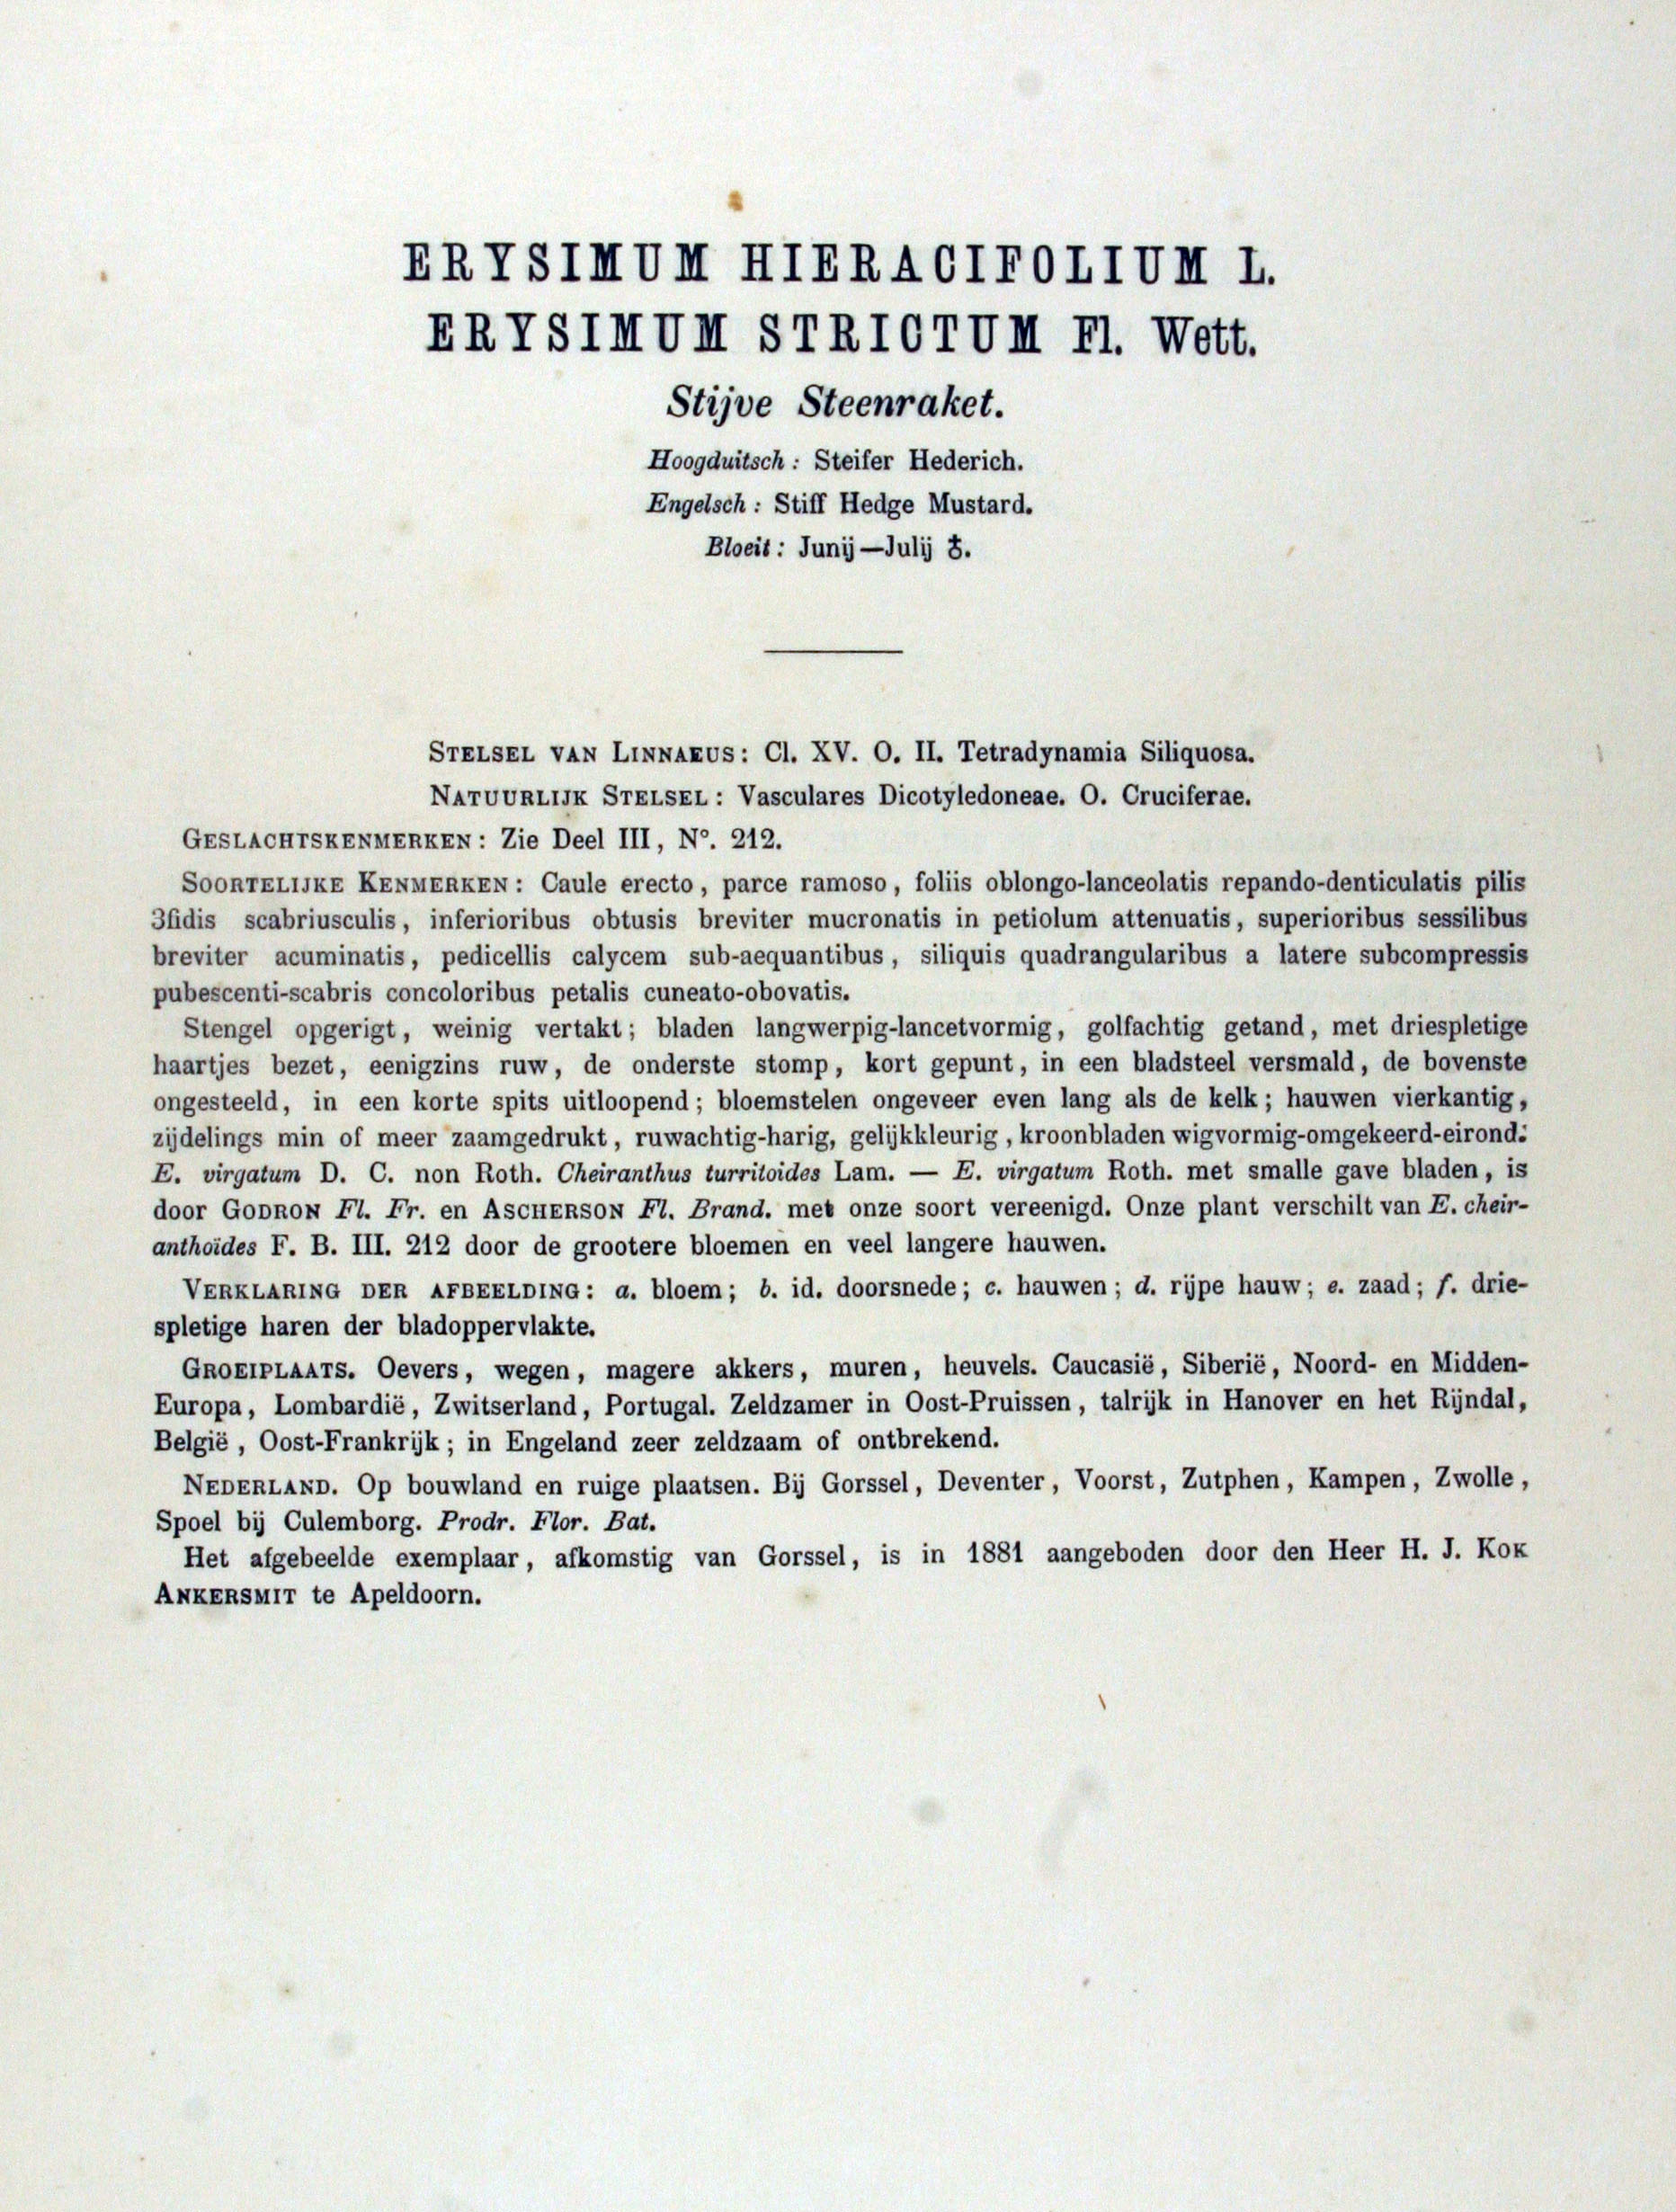 ERYSIMUM HIERACIFOLIUM L.
ERYSIMUM STRICTUM Fl. Wett.
Stijve Steenraket.
Hoogduitsch: Steifer Hederich.
Engelsch: Stiff Hedge Mustard.
Bloeit: Junij—Julij 8.
STELSEL VAN LINNAEUS: Cl. XV. O. II. Tetradynamia Siliquosa.
NATUURLIJK STELSEL: Vasculares Dicotyledoneae. O. Cruciferae.
GESLACHTSKENMERKEN: Zie Deel III, N°. 212.
SOORTELIJKE KENMERKEN: Caule erecto, parce ramoso, foliis oblongo-lanceolatis repando-denticulatis pilis
3fidis scabriusculis, inferioribus obtusis breviter mucronatis in petiolum attenuatis, superioribus sessilibus
breviter acuminatis, pedicellis calycem sub-aequantibus, siliquis quadrangularibus a latere subcompressis
pubescenti-scabris concoloribus petalis cuneato-obovatis.
Stengel opgerigt, weinig vertakt; bladen langwerpig-lancetvormig, golfachtig getand, met driespletige
haartjes bezet, eenigzins ruw, de onderste stomp, kort gepunt, in een bladsteel versmald, de bovenste
ongesteeld, in een korte spits uitloopend; bloemstelen ongeveer even lang als de kelk; hauwen vierkantig,
zijdelings min of meer zaamgedrukt, ruwachtig-harig, gelijkkleurig, kroonbladen wigvormig-omgekeerd-eirond:
E. virgatum D. C. non Roth. Cheiranthus turritoides Lam. — E. virgatum Roth. met smalle gave bladen, is
door GODRON Fl. Fr. en ASCHERSON Fl. Brand. met onze soort vereenigd. Onze plant verschilt van E. cheir-
anthoides F. B. III. 212 door de grootere bloemen en veel langere hauwen.
VERKLARING DER AFBEELDING: a. bloem; b. id. doorsnede; c. hauwen; d. rijpe hauw; e. zaad; f. drie-
spletige haren der bladoppervlakte.
GROEIPLAATS. Oevers, wegen, magere akkers, muren, heuvels. Caucasië, Siberië, Noord- en Midden-
Europa, Lombardië, Zwitserland, Portugal. Zeldzamer in Oost-Pruissen, talrijk in Hanover en het Rijndal,
België, Oost-Frankrijk; in Engeland zeer zeldzaam of ontbrekend.
NEDERLAND. Op bouwland en ruige plaatsen. Bij Gorssel, Deventer, Voorst, Zutphen, Kampen, Zwolle,
Spoel bij Culemborg. Prodr. Flor. Bat.
Het afgebeelde exemplaar, afkomstig van Gorssel, is in 1881 aangeboden door den Heer H. J. KOK
ANKERSMIT te Apeldoorn.